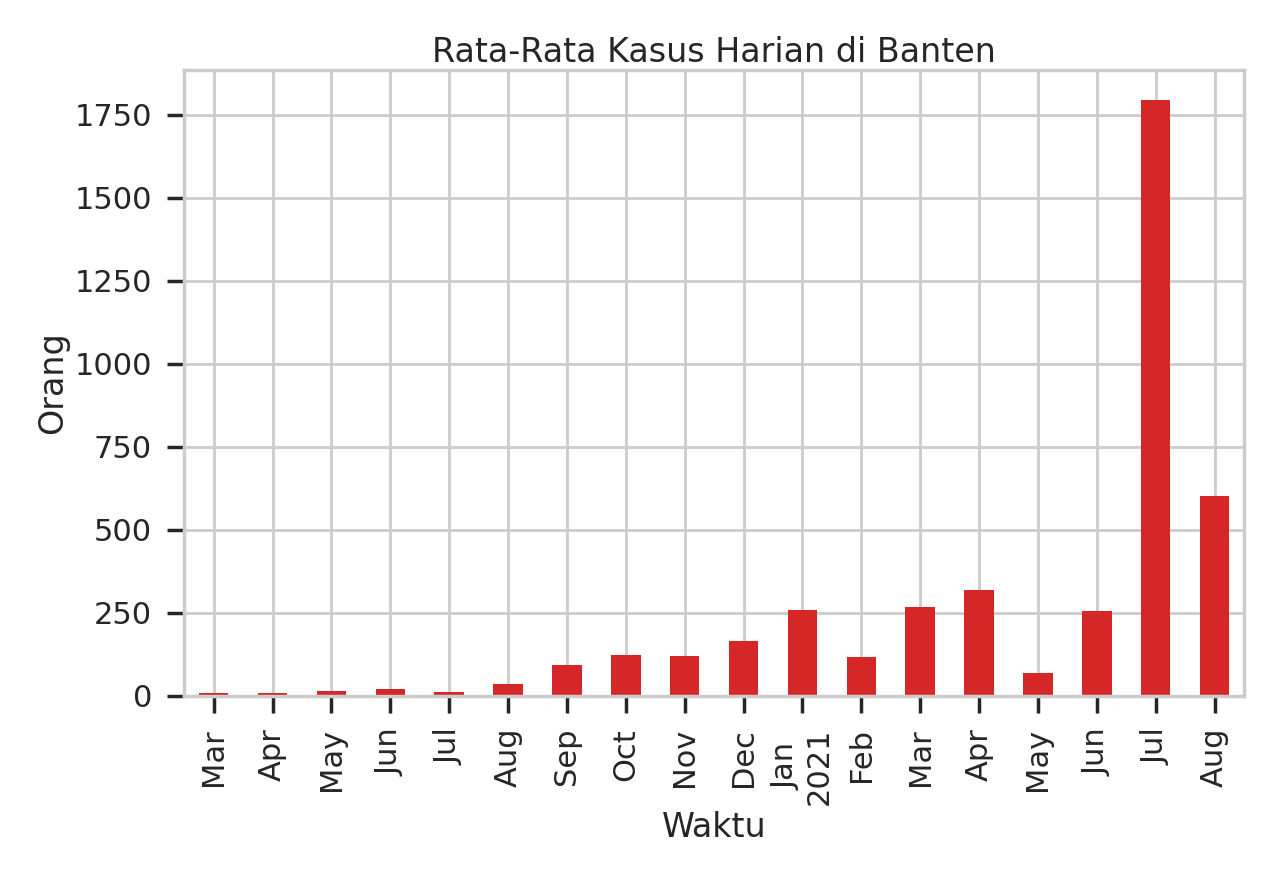 Rata-Rata Kasus Harian di Banten
1750
1500
1250
1000
750
500
250
0
Orang
Mar
Apr
May
Jun
Jul
Aug
Sep
Oct
Nov
Dec
Jan
2021
Feb
Mar
Apr
May
Jun
Jul
Aug
Waktu